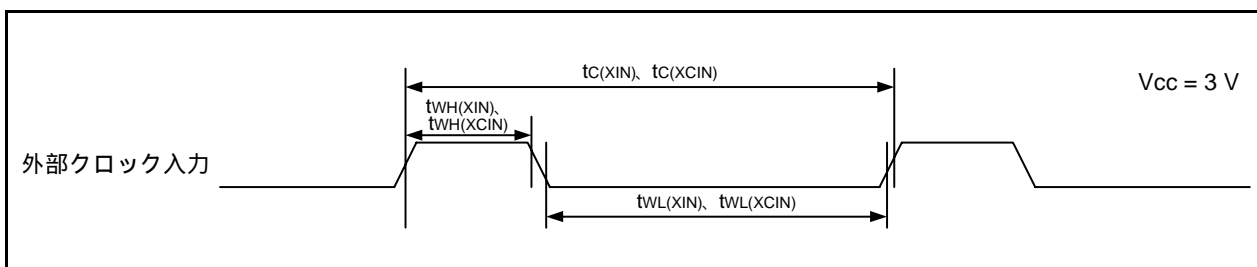 tC(XIN)、tC(XCIN)
Vcc = 3 V
tWH(XIN)、
tWH(XCIN)
外部クロック入力
tWL(XIN)、tWL(XCIN)